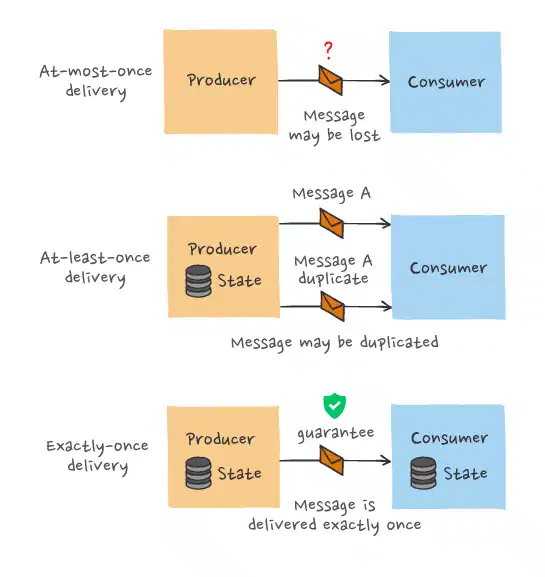 At-most-once
delivery
Producer
?
Consumer
Message
may be lost
At-least-once
delivery
Producer
State
Message A
Message A
duplicate
Consumer
Message may be duplicated
Exactly-once
delivery
Producer
State
guarantee
Consumer
State
Message is
delivered exactly once